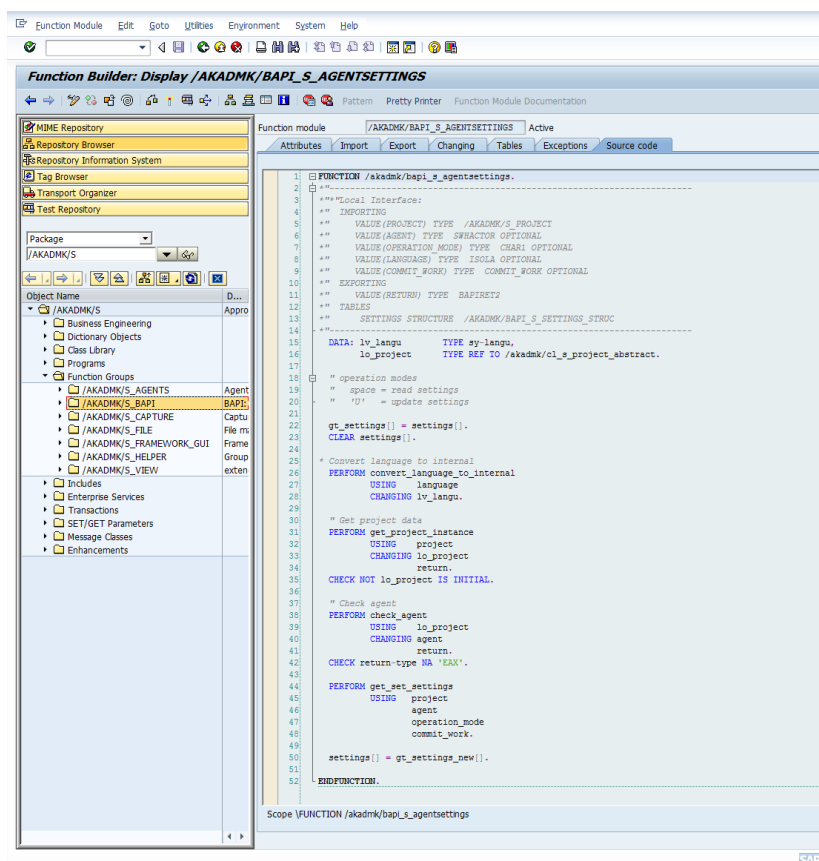 Function Module Edit Goto Utilities Environment System Help
Function Builder: Display /AKADMK/BAPI_S_AGENTSETTINGS
Pattern Pretty Printer Function Module Documentation
MIME Repository
Repository Browser
Repository Information System
Tag Browser
Transport Organizer
Test Repository
Package
/AKADMK/S
Object Name D...
/AKADMK/S Appro
Business Engineering
Dictionary Objects
Class Library
Programs
Function Groups
/AKADMK/S_AGENTS Agent
/AKADMK/S_BAPI BAPI:
/AKADMK/S_CAPTURE Captu
/AKADMK/S_FILE File m
/AKADMK/S_FRAMEWORK_GUI Frame
/AKADMK/S_HELPER Group
/AKADMK/S_VIEW exten
Includes
Enterprise Services
Transactions
SET/GET Parameters
Message Classes
Enhancements
Function module /AKADMK/BAPI_S_AGENTSETTINGS Active
Attributes Import Export Changing Tables Exceptions Source code
1 FUNCTION /akadmk/bapi_s_agentsettings.
2 *"----------------------------------------------------------------------
3 *"*"Local Interface:
4 *" IMPORTING
5 *" VALUE(PROJECT) TYPE /AKADMK/S_PROJECT
6 *" VALUE(AGENT) TYPE SWHACTOR OPTIONAL
7 *" VALUE(OPERATION_MODE) TYPE CHAR1 OPTIONAL
8 *" VALUE(LANGUAGE) TYPE ISOLA OPTIONAL
9 *" VALUE(COMMIT_WORK) TYPE COMMIT_WORK OPTIONAL
10 *" EXPORTING
11 *" VALUE(RETURN) TYPE BAPIRET2
12 *" TABLES
13 *" SETTINGS STRUCTURE /AKADMK/BAPI_S_SETTINGS_STRUC
14 *"----------------------------------------------------------------------
15 DATA: lv_langu TYPE sy-langu,
16 lo_project TYPE REF TO /akadmk/cl_s_project_abstract.
17
18 " operation modes
19 " space = read settings
20 " 'U' = update settings
21
22 gt_settings[] = settings[].
23 CLEAR settings[].
24
25 * Convert language to internal
26 PERFORM convert_language_to_internal
27 USING language
28 CHANGING lv_langu.
29
30 " Get project data
31 PERFORM get_project_instance
32 USING project
33 CHANGING lo_project
34 return.
35 CHECK NOT lo_project IS INITIAL.
36
37 " Check agent
38 PERFORM check_agent
39 USING lo_project
40 CHANGING agent
41 return.
42 CHECK return-type NA 'EAX'.
43
44 PERFORM get_set_settings
45 USING project
46 agent
47 operation_mode
48 commit_work.
49
50 settings[] = gt_settings_new[].
51
52 ENDFUNCTION.
Scope \FUNCTION /akadmk/bapi_s_agentsettings
SAP